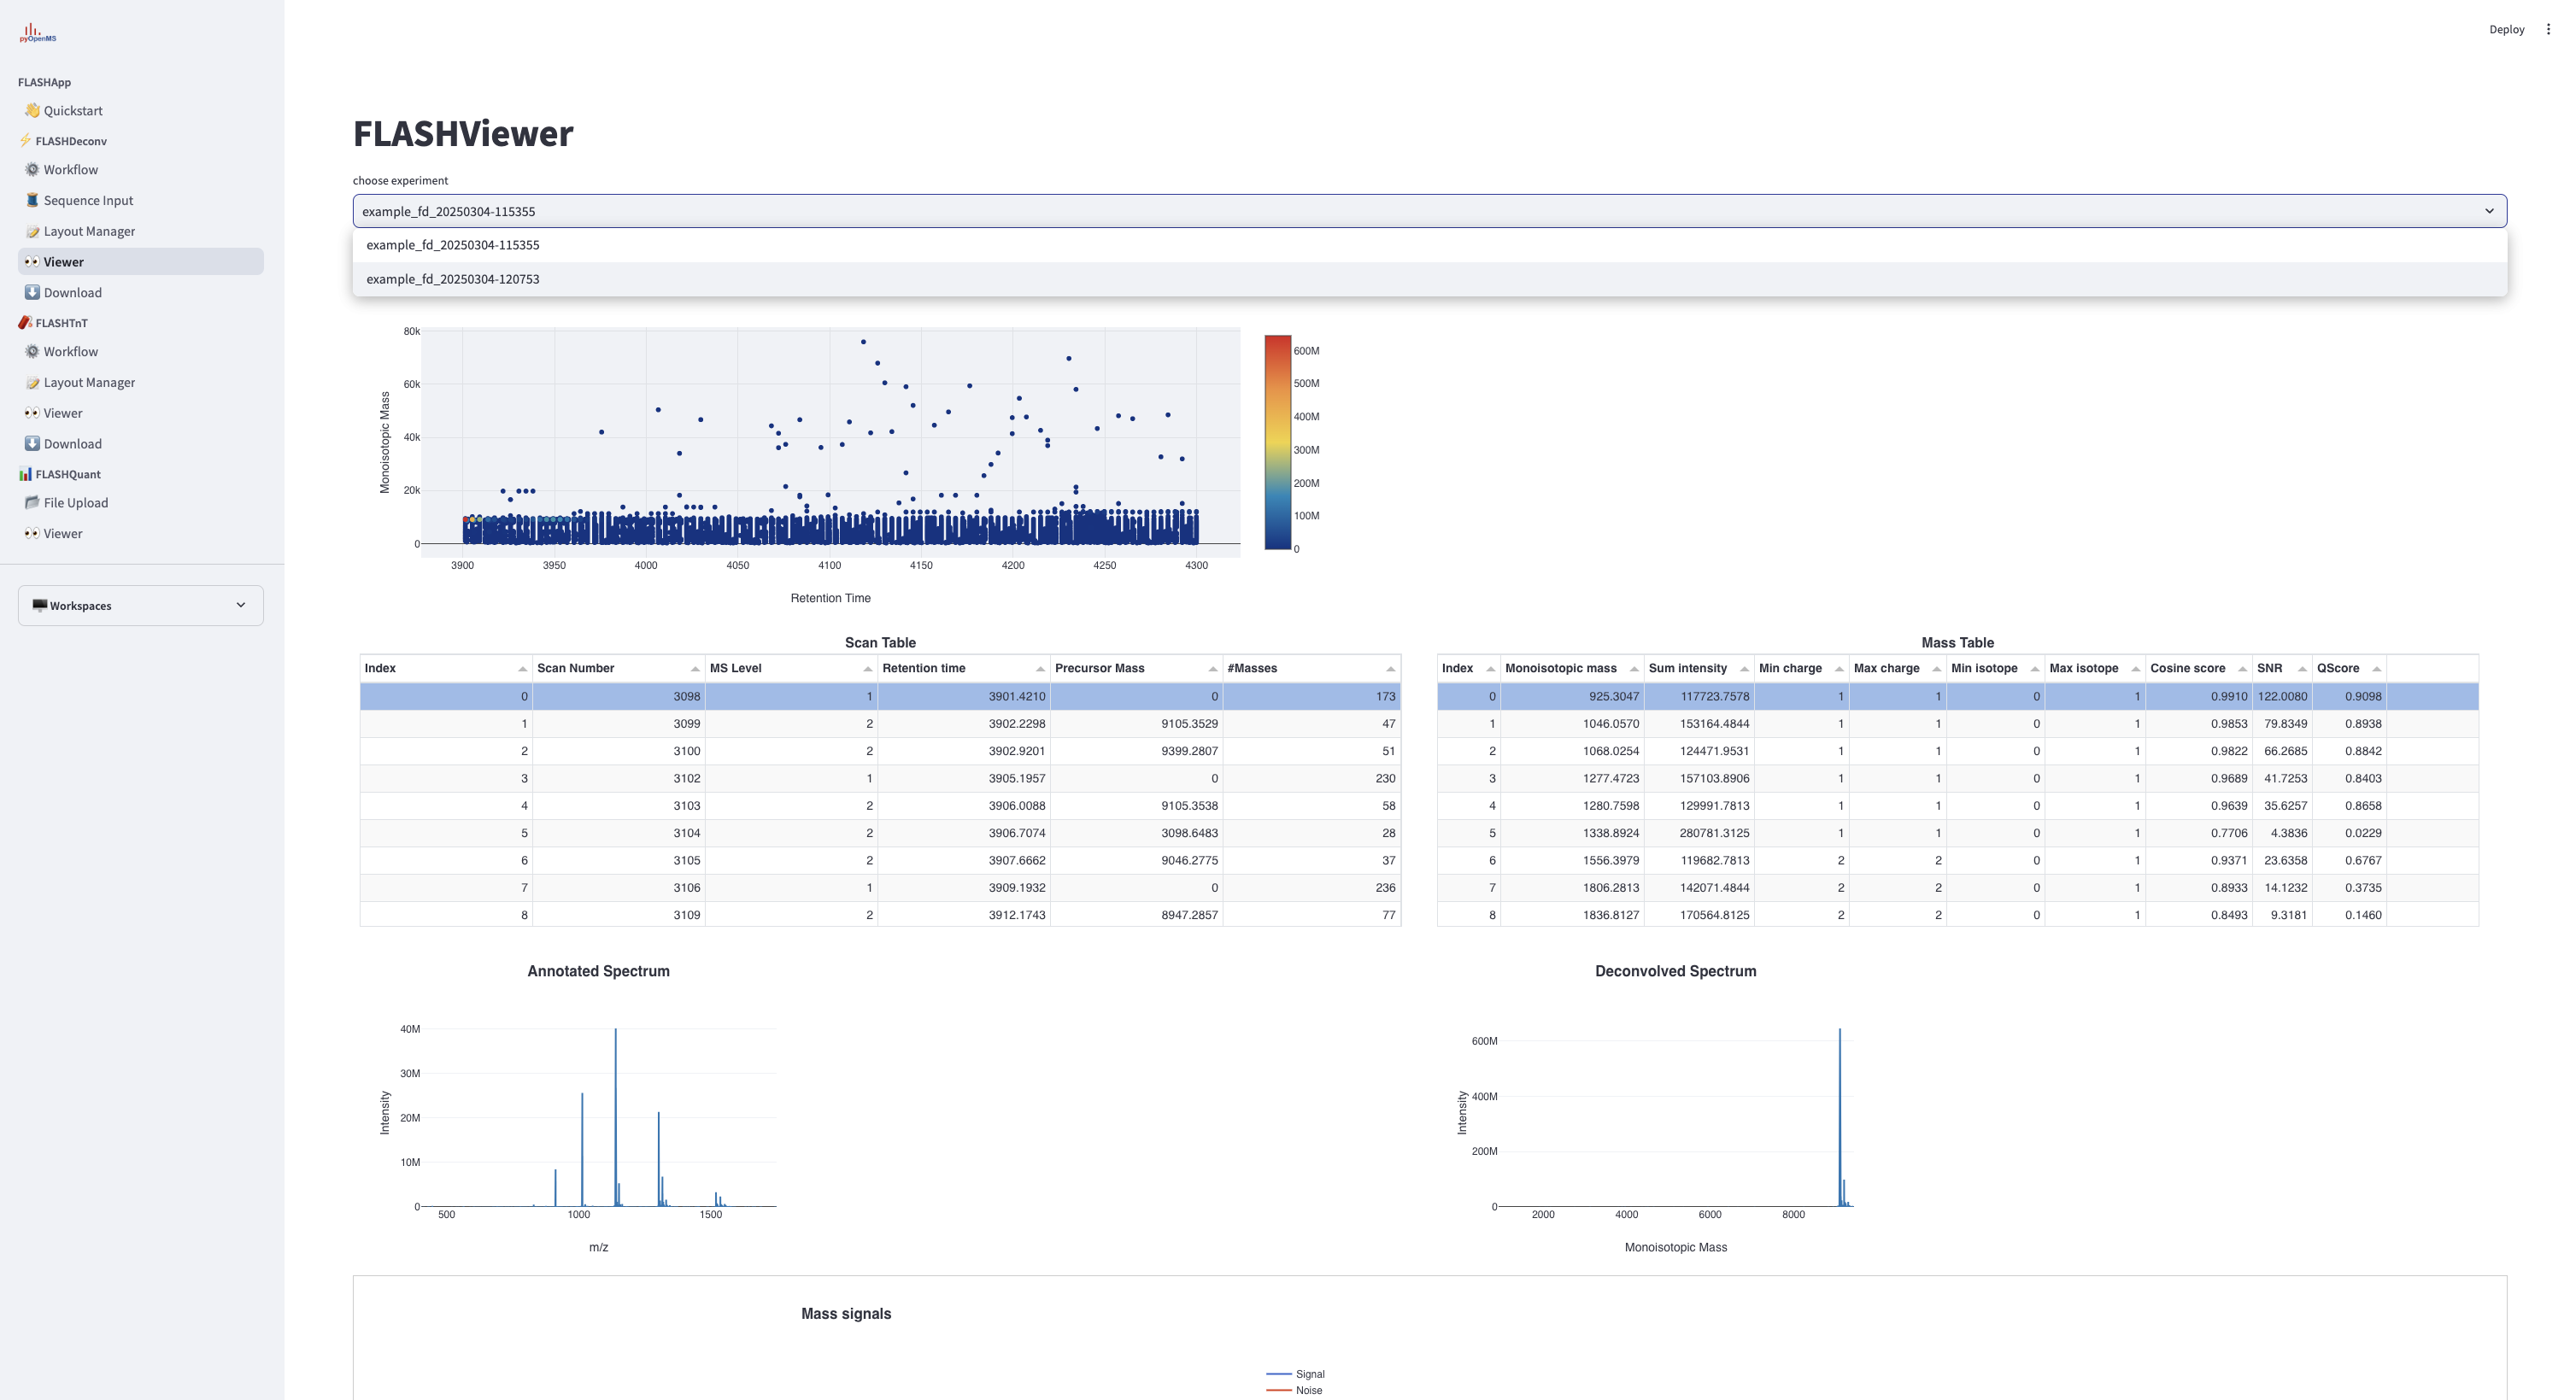 pyOpenMS
Deploy
FLASHApp
Quickstart
FLASHDeconv
Workflow
Sequence Input
Layout Manager
Viewer
Download
FLASHTnT
Workflow
Layout Manager
Viewer
Download
FLASHQuant
File Upload
Viewer
Workspaces
FLASHViewer
choose experiment
example_fd_20250304-115355
example_fd_20250304-115355
example_fd_20250304-120753
80k
60k
40k
20k
0
Monoisotopic Mass
3900 3950 4000 4050 4100 4150 4200 4250 4300
Retention Time
600M
500M
400M
300M
200M
100M
0
Scan Table
Index Scan Number MS Level Retention time Precursor Mass #Masses
0 3098 1 3901.4210 0 173
1 3099 2 3902.2298 9105.3529 47
2 3100 2 3902.9201 9399.2807 51
3 3102 1 3905.1957 0 230
4 3103 2 3906.0088 9105.3538 58
5 3104 2 3906.7074 3098.6483 28
6 3105 2 3907.6662 9046.2775 37
7 3106 1 3909.1932 0 236
8 3109 2 3912.1743 8947.2857 77
Mass Table
Index Monoisotopic mass Sum intensity Min charge Max charge Min isotope Max isotope Cosine score SNR QScore
0 925.3047 117723.7578 1 1 0 1 0.9910 122.0080 0.9098
1 1046.0570 153164.4844 1 1 0 1 0.9853 79.8349 0.8938
2 1068.0254 124471.9531 1 1 0 1 0.9822 66.2685 0.8842
3 1277.4723 157103.8906 1 1 0 1 0.9689 41.7253 0.8403
4 1280.7598 129991.7813 1 1 0 1 0.9639 35.6257 0.8658
5 1338.8924 280781.3125 1 1 0 1 0.7706 4.3836 0.0229
6 1556.3979 119682.7813 2 2 0 1 0.9371 23.6358 0.6767
7 1806.2813 142071.4844 2 2 0 1 0.8933 14.1232 0.3735
8 1836.8127 170564.8125 2 2 0 1 0.8493 9.3181 0.1460
Annotated Spectrum
40M
30M
20M
10M
0
Intensity
500 1000 1500
m/z
Deconvolved Spectrum
600M
400M
200M
0
Intensity
2000 4000 6000 8000
Monoisotopic Mass
Mass signals
Signal
Noise